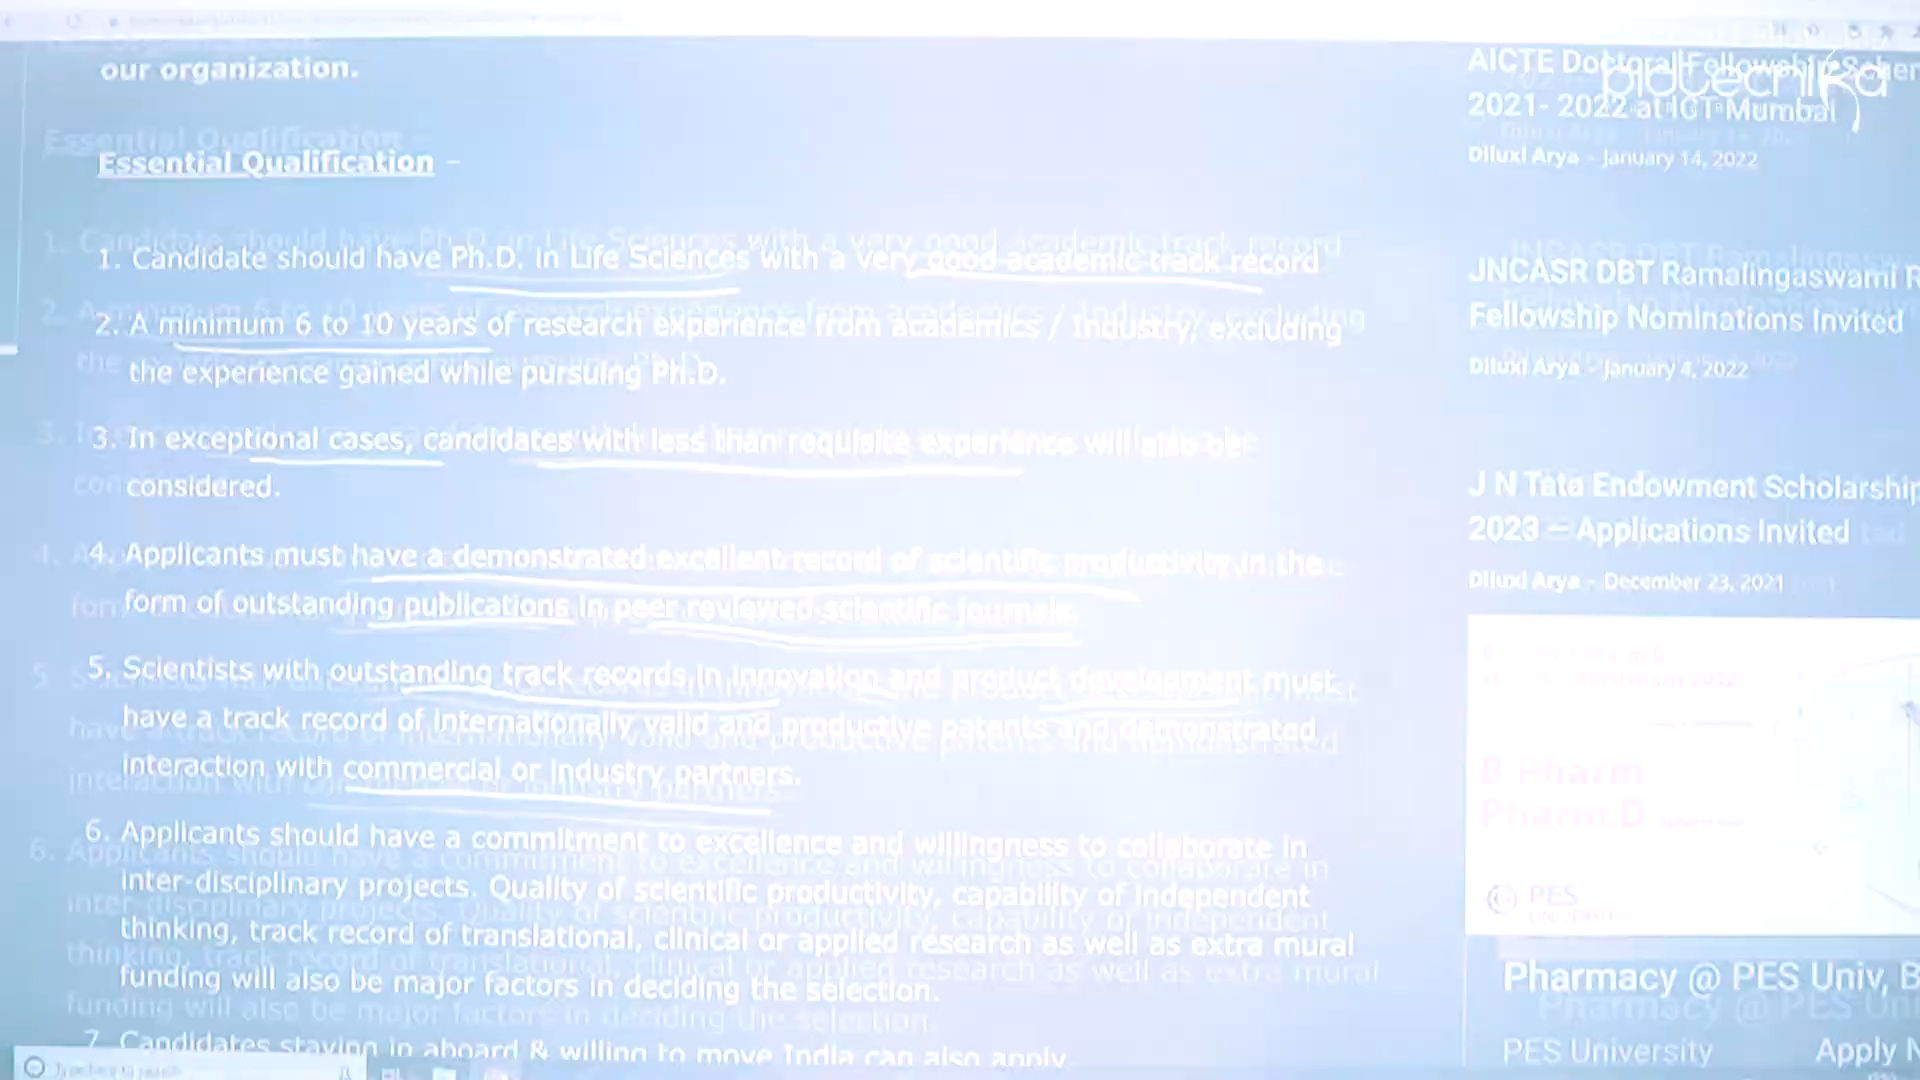 our organization.
Essential Qualification –
1. Candidate should have Ph.D. in Life Sciences with a very good academic track record
2. A minimum 6 to 10 years of research experience from academics / Industry, excluding
the experience gained while pursuing Ph.D.
3. In exceptional cases, candidates with less than requisite experience will also be
considered.
4. Applicants must have a demonstrated excellent record of scientific productivity in the
form of outstanding publications in peer reviewed scientific journals.
5. Scientists with outstanding track records in innovation and product development must
have a track record of internationally valid and productive patents and demonstrated
interaction with commercial or industry partners.
6. Applicants should have a commitment to excellence and willingness to collaborate in
inter-disciplinary projects. Quality of scientific productivity, capability of independent
thinking, track record of translational, clinical or applied research as well as extra mural
funding will also be major factors in deciding the selection.
7. Candidates staying in aboard & willing to move India can also apply
Type here to search
biotecnika
AICTE Doctoral Fellowship
2021- 2022 at ICT Mumbai
Diluxi Arya - January 14, 2022
JNCASR DBT Ramalingaswami
Fellowship Nominations Invited
Diluxi Arya - January 4, 2022
J N Tata Endowment Scholarship
2023 – Applications Invited
Diluxi Arya - December 23, 2021
B Pharm
Pharm.D
PES
UNIVERSITY
Pharmacy @ PES Univ, B
PES University
Apply N